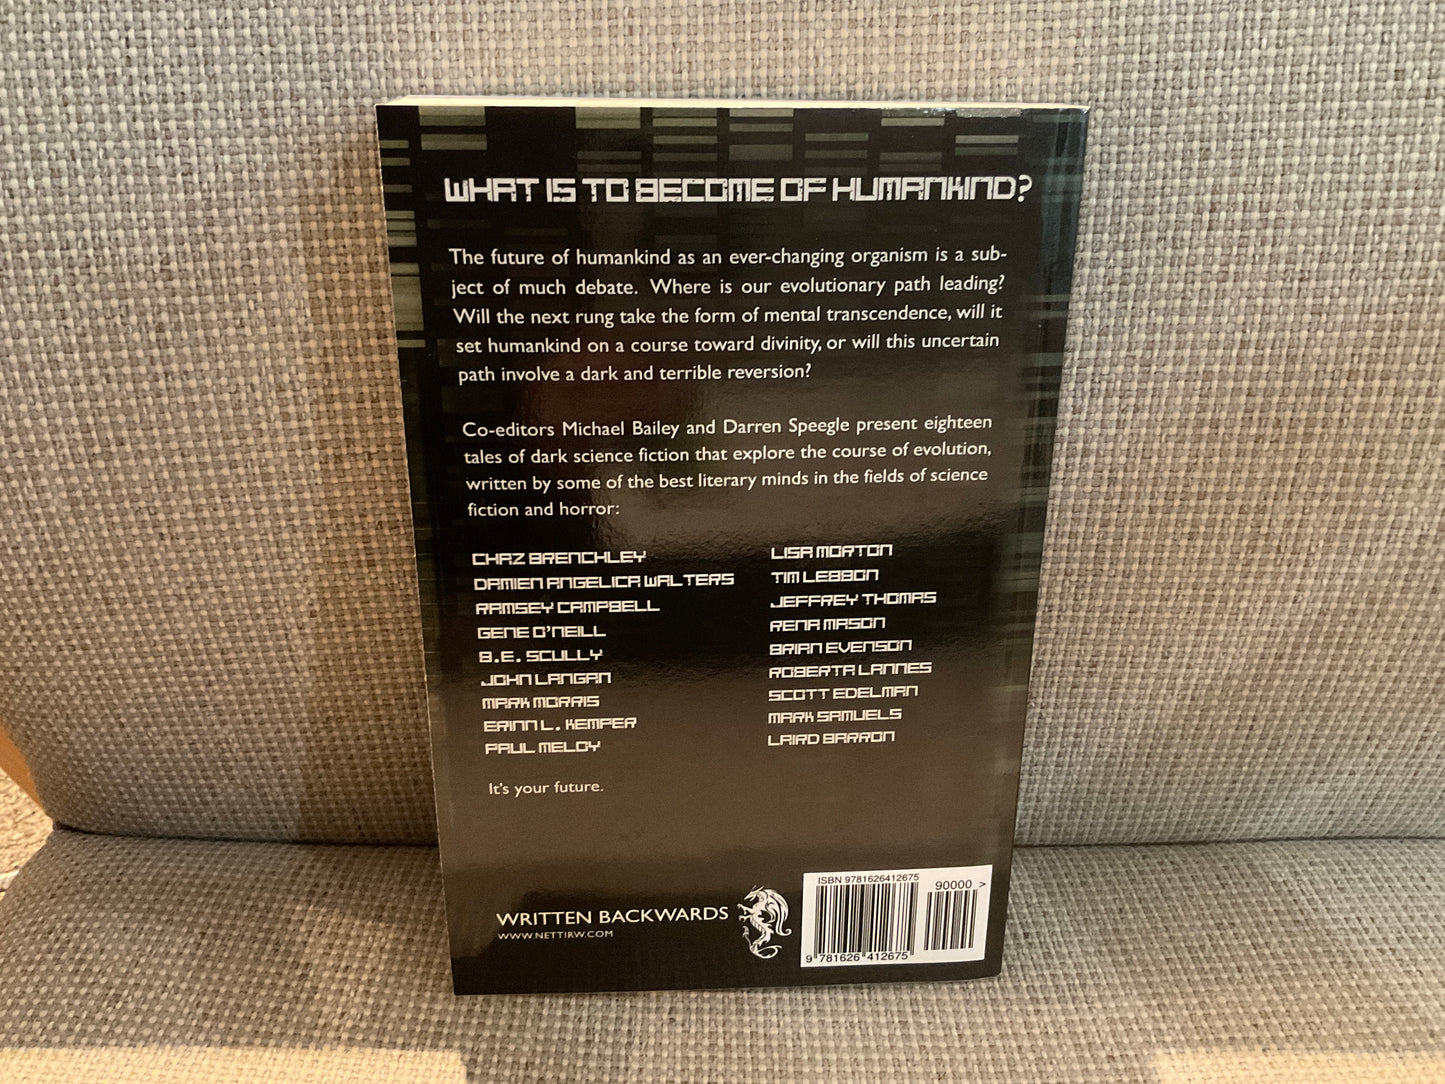 WHAT IS TO BECOME OF HUMANKIND?
The future of humankind as an ever-changing organism is a sub-
ject of much debate. Where is our evolutionary path leading?
Will the next rung take the form of mental transcendence, will it
set humankind on a course toward divinity, or will this uncertain
path involve a dark and terrible reversion?
Co-editors Michael Bailey and Darren Speegle present eighteen
tales of dark science fiction that explore the course of evolution,
written by some of the best literary minds in the fields of science
fiction and horror:
CHAZ BRENCHLEY
DAMIEN ANGELICA WALTERS
RAMSEY CAMPBELL
GENE O'NEILL
B.E. SCULLY
JOHN LANGAN
MARK MORRIS
ERINN L. KEMPER
PAUL MELOY
LISA MORTON
TIM LEBBON
JEFFREY THOMAS
RENA MASON
BRIAN EVENSON
ROBERTA LANNES
SCOTT EDELMAN
MARK SAMUELS
LAIRD BARRON
It's your future.
WRITTEN BACKWARDS
WWW.NETTIRW.COM
ISBN 9781626412675
90000 >
9 781626 412675